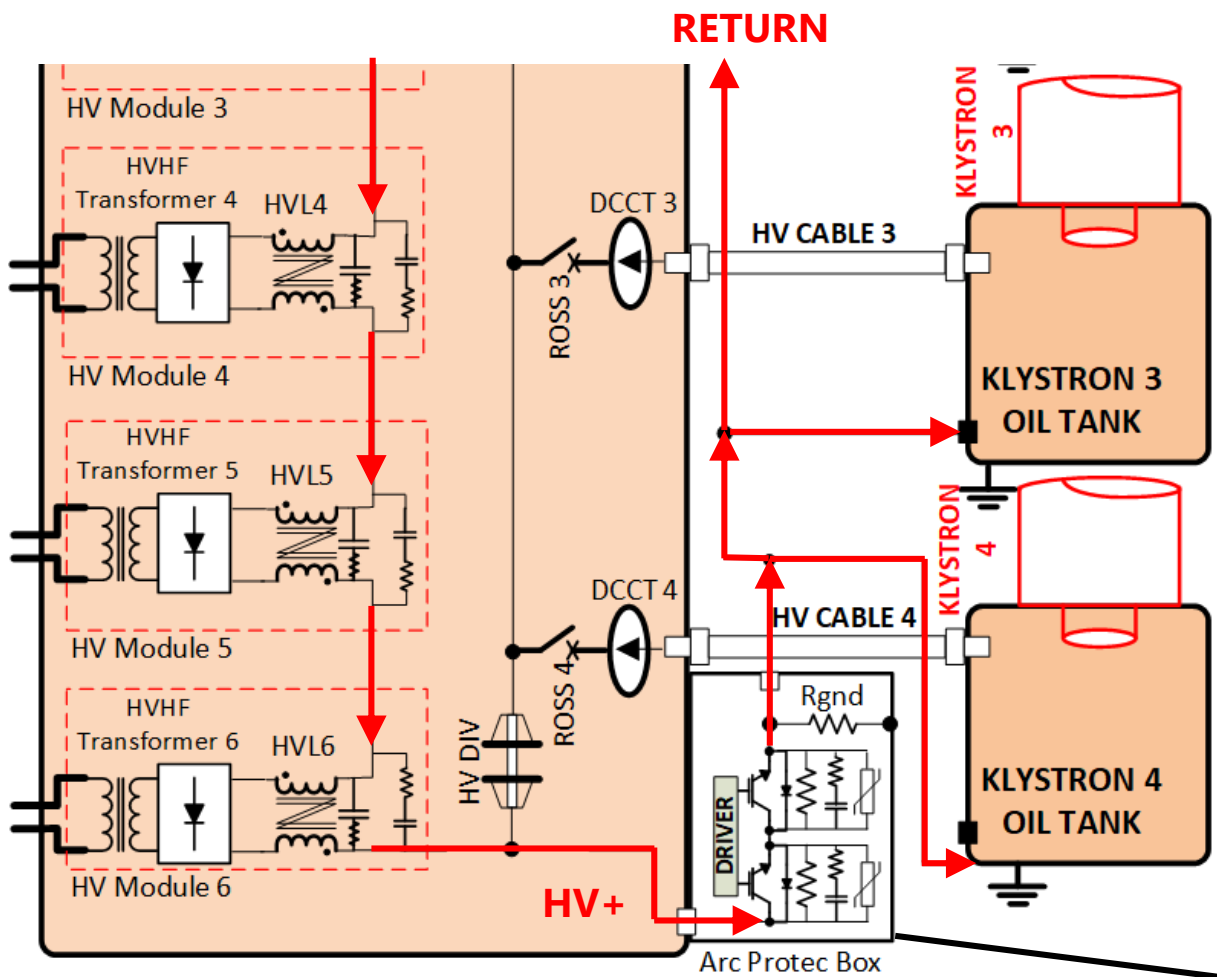 RETURN
HV Module 3
KLYSTRON
3
HVHF
Transformer 4
HVL4
DCCT 3
HV CABLE 3
ROSS 3
HV Module 4
KLYSTRON 3
OIL TANK
HVHF
Transformer 5
HVL5
KLYSTRON
4
DCCT 4
HV CABLE 4
ROSS 4
HV Module 5
HVHF
Transformer 6
HVL6
HV DIV
Rgnd
DRIVER
KLYSTRON 4
OIL TANK
HV Module 6
HV+
Arc Protec Box